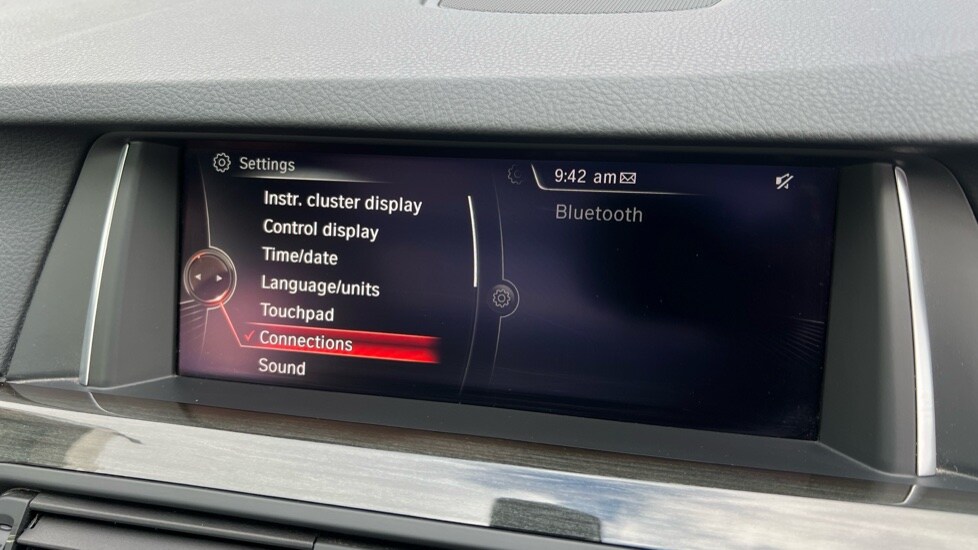 Settings
Instr. cluster display
Control display
Time/date
Language/units
Touchpad
Connections
Sound
9:42 am
Bluetooth